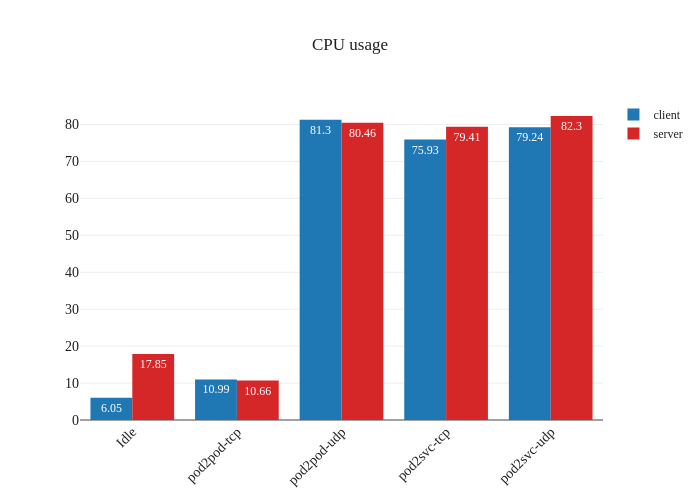 CPU usage
client
server
80
70
60
50
40
30
20
10
0
6.05
17.85
10.99
10.66
81.3
80.46
75.93
79.41
79.24
82.3
Idle
pod2pod-tcp
pod2pod-udp
pod2svc-tcp
pod2svc-udp